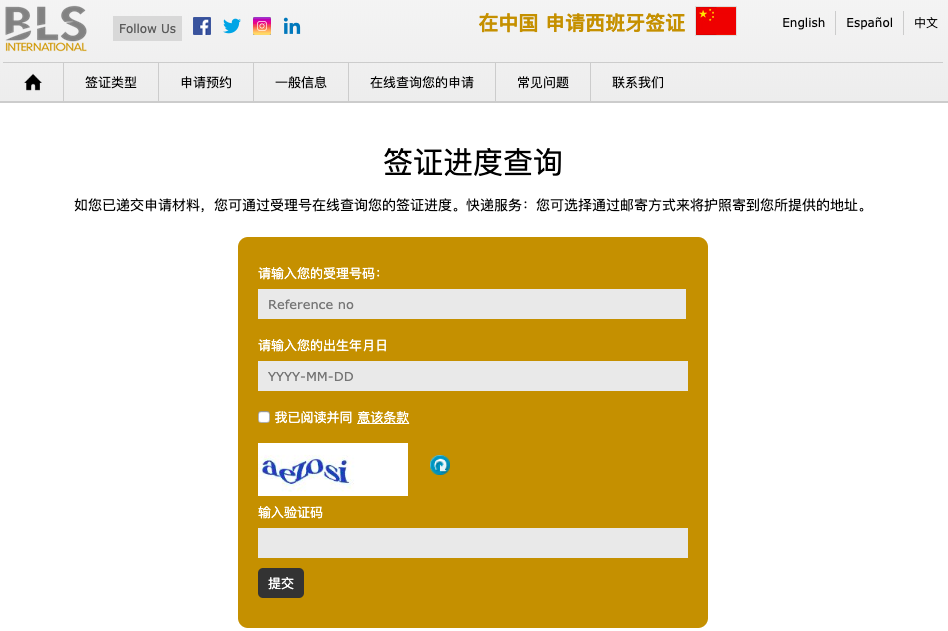 BLS
INTERNATIONAL
Follow Us
在中国 申请西班牙签证
English
Español
中文
签证类型
申请预约
一般信息
在线查询您的申请
常见问题
联系我们
签证进度查询
如您已递交申请材料，您可通过受理号在线查询您的签证进度。快递服务：您可选择通过邮寄方式来将护照寄到您所提供的地址。
请输入您的受理号码：
Reference no
请输入您的出生年月日
YYYY-MM-DD
我已阅读并同 意该条款
aezosi
输入验证码
提交